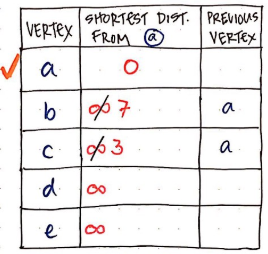 VERTEX SHORTEST DIST. FROM ⓐ PREVIOUS VERTEX
a 0
b ∞ 7 a
c ∞ 3 a
d ∞
e ∞